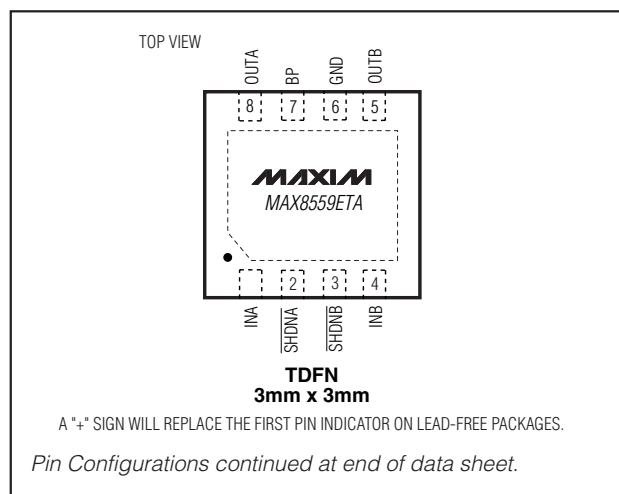 TOP VIEW
OUTA
BP
GND
OUTB
8
7
6
5
MAXIM
MAX8559ETA
2
3
4
INA
SHDNA
SHDNB
INB
TDFN
3mm x 3mm
A "+" SIGN WILL REPLACE THE FIRST PIN INDICATOR ON LEAD-FREE PACKAGES.
Pin Configurations continued at end of data sheet.